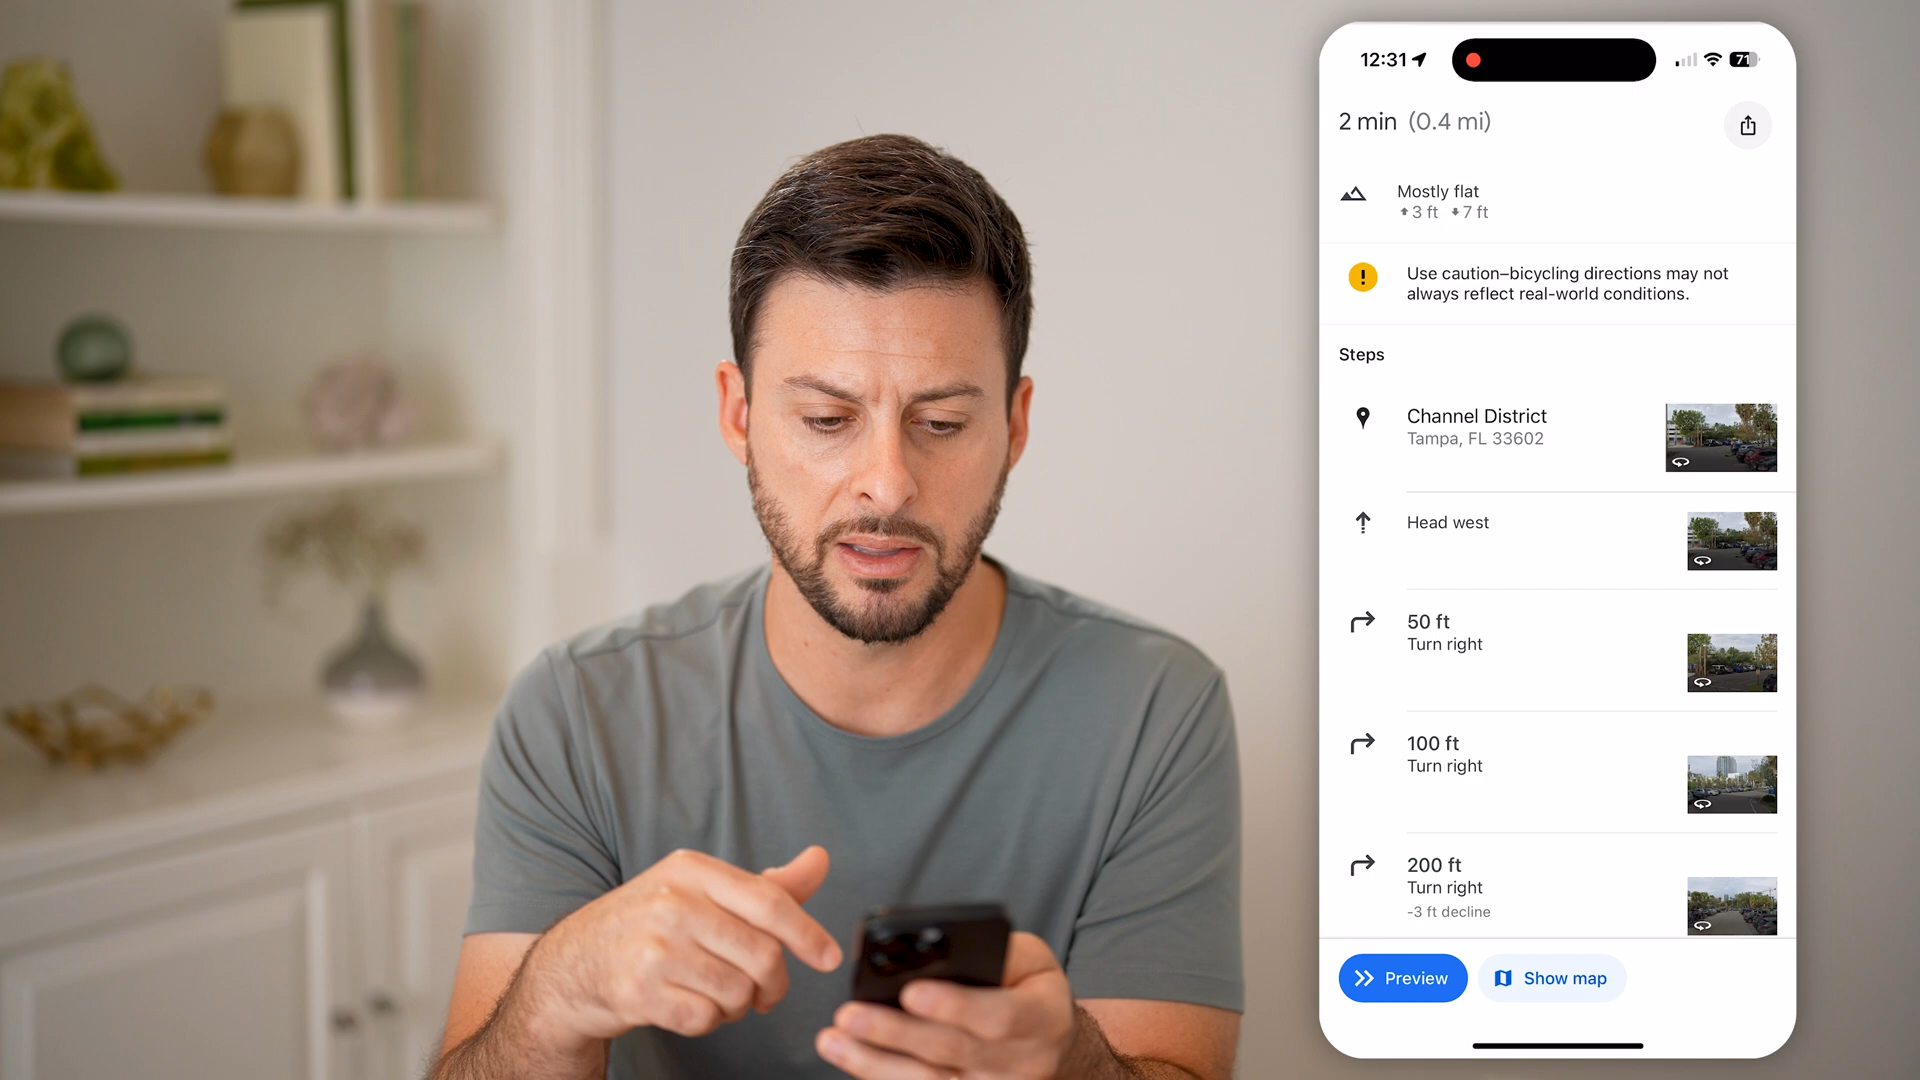 12:31
71
2 min (0.4 mi)
Mostly flat
3 ft 7 ft
Use caution–bicycling directions may not
always reflect real-world conditions.
Steps
Channel District
Tampa, FL 33602
Head west
50 ft
Turn right
100 ft
Turn right
200 ft
Turn right
-3 ft decline
Preview
Show map